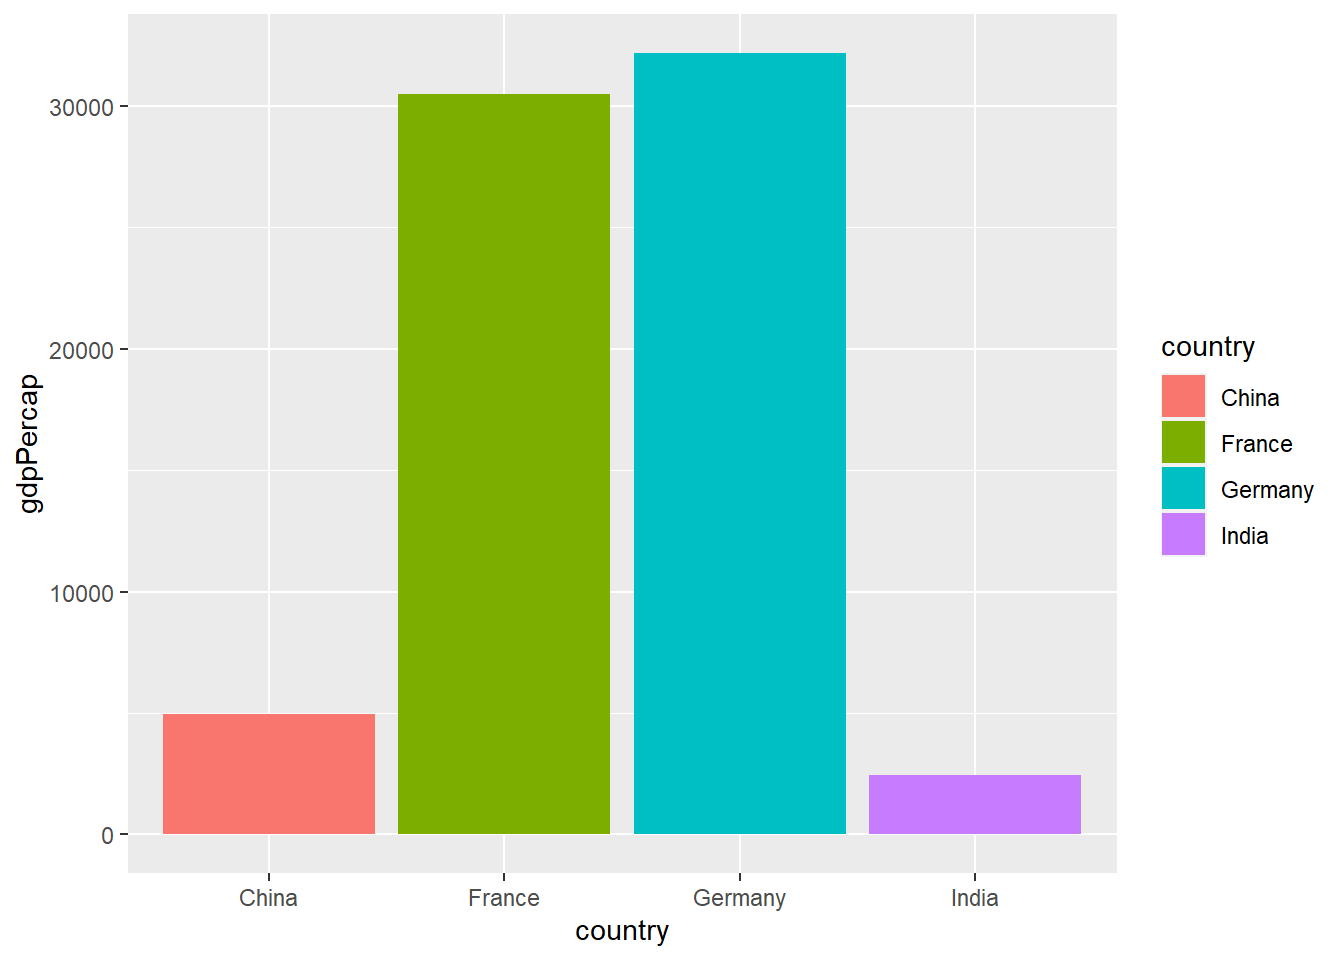 30000
20000
10000
0
gdpPercap
China
France
Germany
India
country
country
China
France
Germany
India